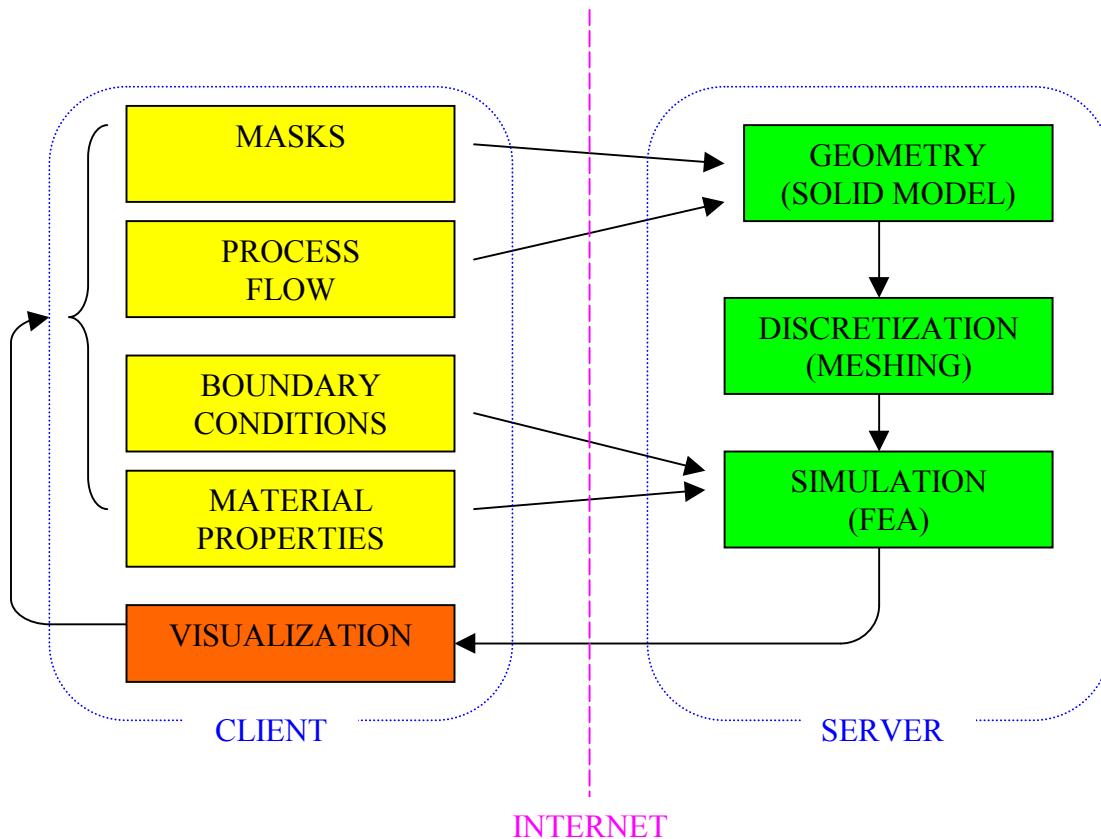 MASKS
PROCESS
FLOW
BOUNDARY
CONDITIONS
MATERIAL
PROPERTIES
VISUALIZATION
CLIENT
GEOMETRY
(SOLID MODEL)
DISCRETIZATION
(MESHING)
SIMULATION
(FEA)
SERVER
INTERNET